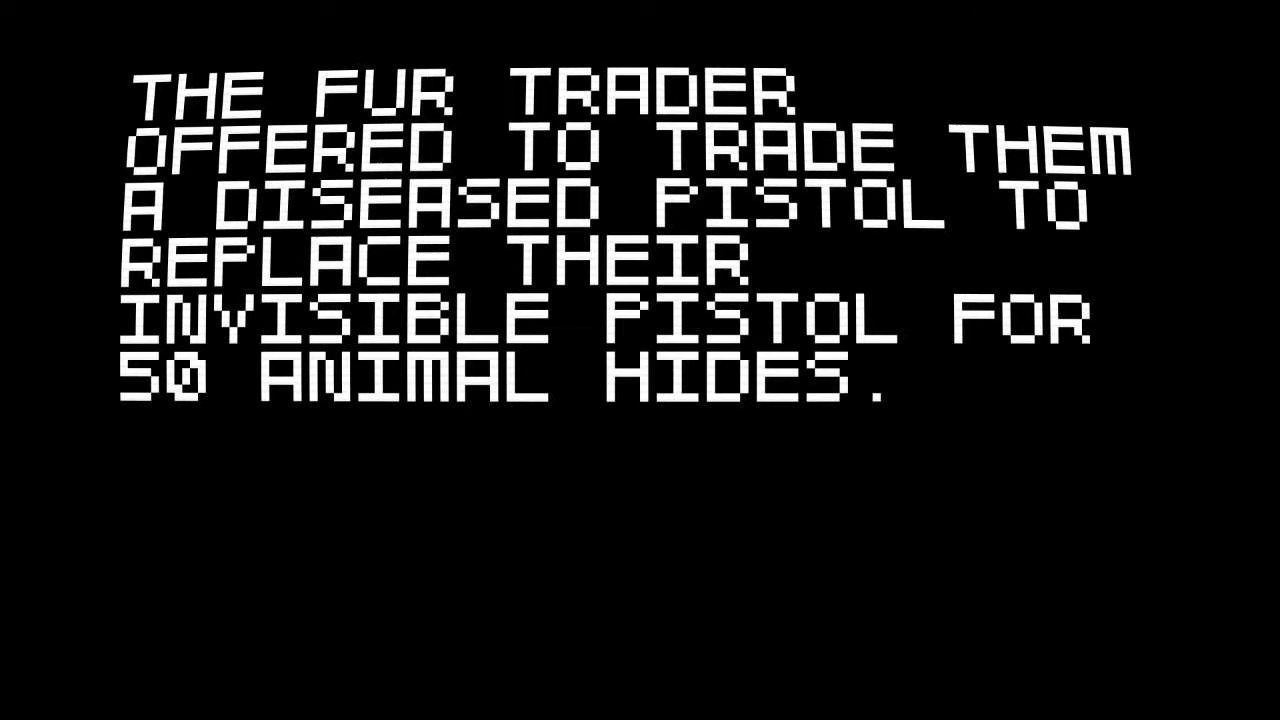 THE FUR TRADER
OFFERED TO TRADE THEM
A DISEASED PISTOL TO
REPLACE THEIR
INVISIBLE PISTOL FOR
50 ANIMAL HIDES.